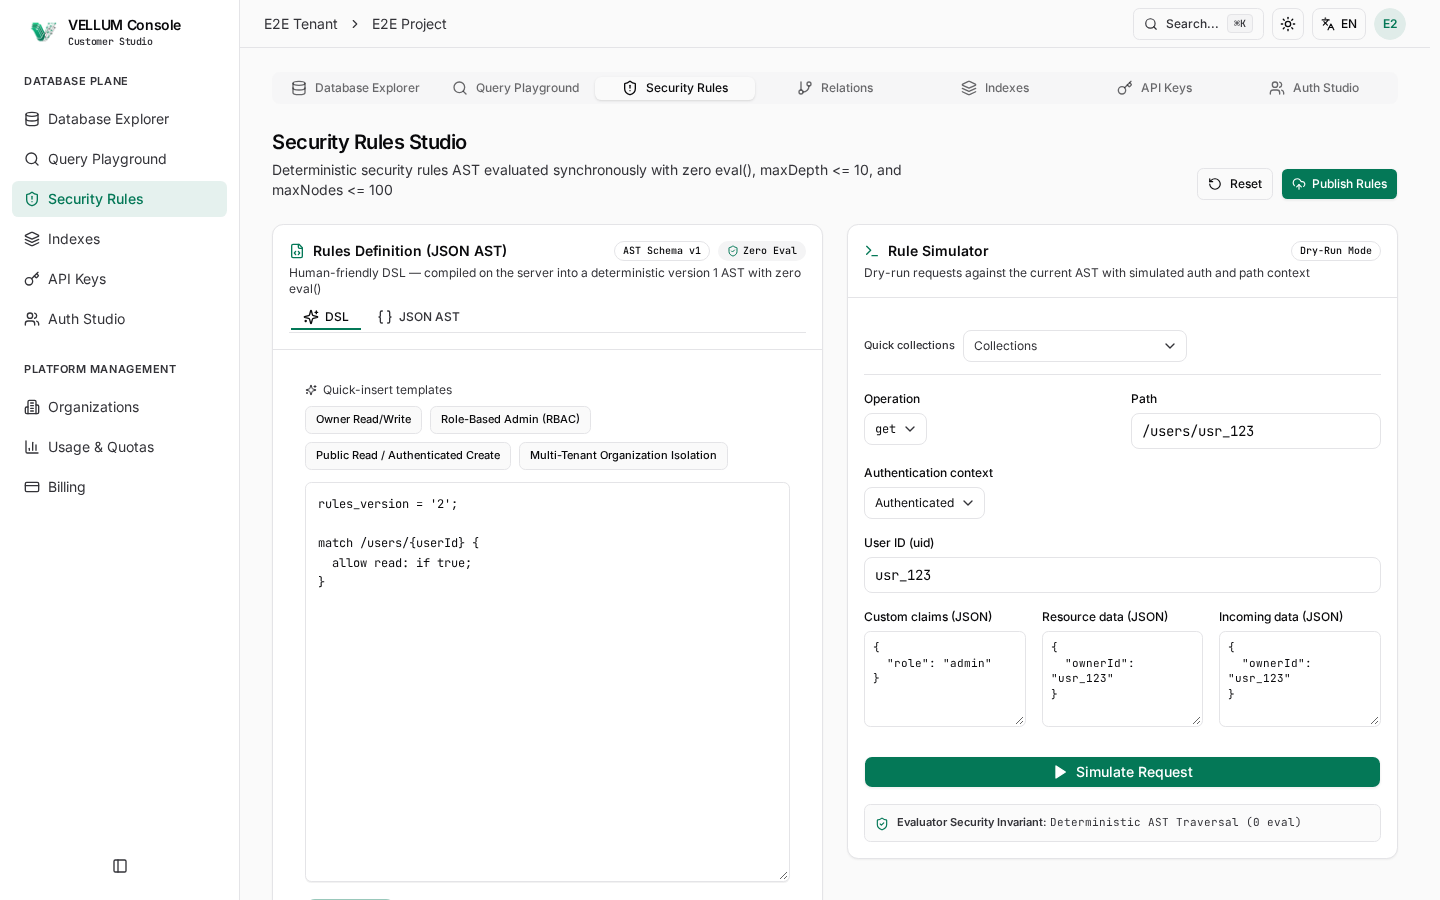 VELLUM Console
Customer Studio
DATABASE PLANE
Database Explorer
Query Playground
Security Rules
Indexes
API Keys
Auth Studio
PLATFORM MANAGEMENT
Organizations
Usage & Quotas
Billing
E2E Tenant
E2E Project
Search...
⌘K
EN
E2
Database Explorer
Query Playground
Security Rules
Relations
Indexes
API Keys
Auth Studio
Security Rules Studio
Deterministic security rules AST evaluated synchronously with zero eval(), maxDepth <= 10, and
maxNodes <= 100
Reset
Publish Rules
Rules Definition (JSON AST)
AST Schema v1
Zero Eval
Human-friendly DSL — compiled on the server into a deterministic version 1 AST with zero
eval()
DSL
JSON AST
Quick-insert templates
Owner Read/Write
Role-Based Admin (RBAC)
Public Read / Authenticated Create
Multi-Tenant Organization Isolation
rules_version = '2';
match /users/{userId} {
allow read: if true;
}
Rule Simulator
Dry-Run Mode
Dry-run requests against the current AST with simulated auth and path context
Quick collections
Collections
Operation
get
Path
/users/usr_123
Authentication context
Authenticated
User ID (uid)
usr_123
Custom claims (JSON)
{
"role": "admin"
}
Resource data (JSON)
{
"ownerId":
"usr_123"
}
Incoming data (JSON)
{
"ownerId":
"usr_123"
}
Simulate Request
Evaluator Security Invariant: Deterministic AST Traversal (0 eval)